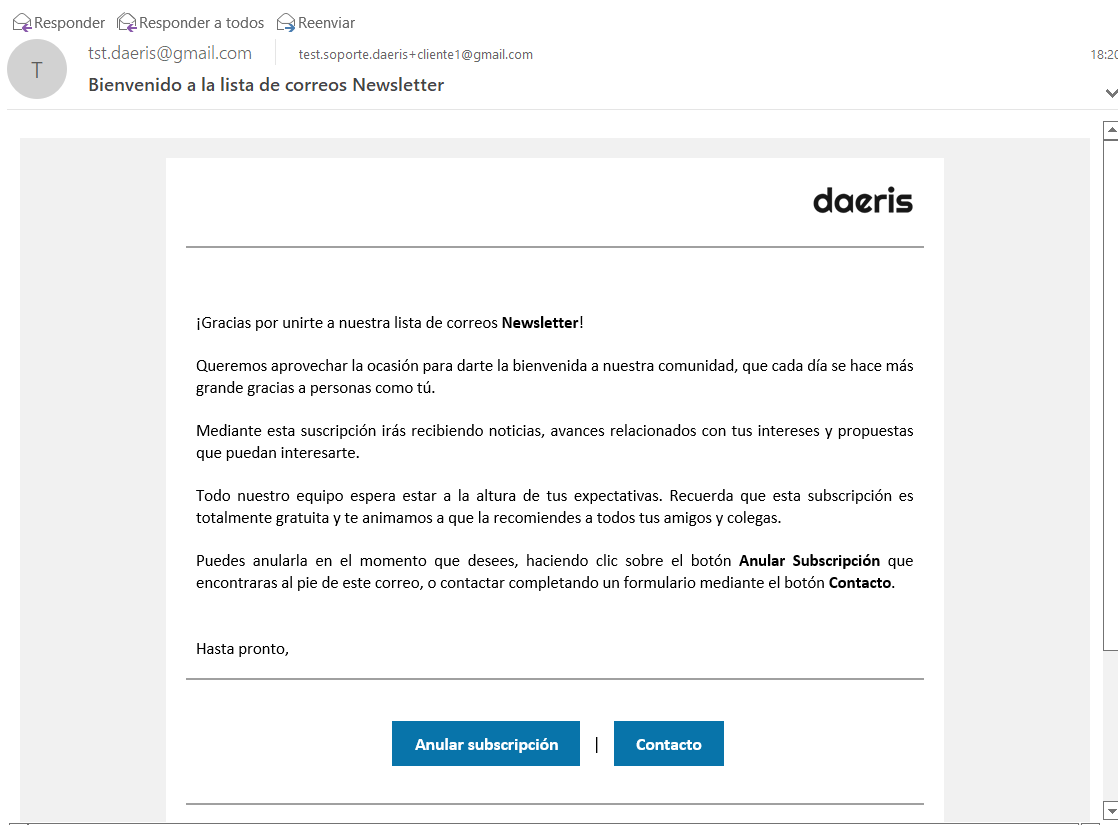 Responder Responder a todos Reenviar
T
tst.daeris@gmail.com test.soporte.daeris+cliente1@gmail.com
Bienvenido a la lista de correos Newsletter
daeris
¡Gracias por unirte a nuestra lista de correos Newsletter!
Queremos aprovechar la ocasión para darte la bienvenida a nuestra comunidad, que cada día se hace más
grande gracias a personas como tú.
Mediante esta suscripción irás recibiendo noticias, avances relacionados con tus intereses y propuestas
que puedan interesarte.
Todo nuestro equipo espera estar a la altura de tus expectativas. Recuerda que esta subscripción es
totalmente gratuita y te animamos a que la recomiendes a todos tus amigos y colegas.
Puedes anularla en el momento que desees, haciendo clic sobre el botón Anular Subscripción que
encontraras al pie de este correo, o contactar completando un formulario mediante el botón Contacto.
Hasta pronto,
Anular subscripción | Contacto